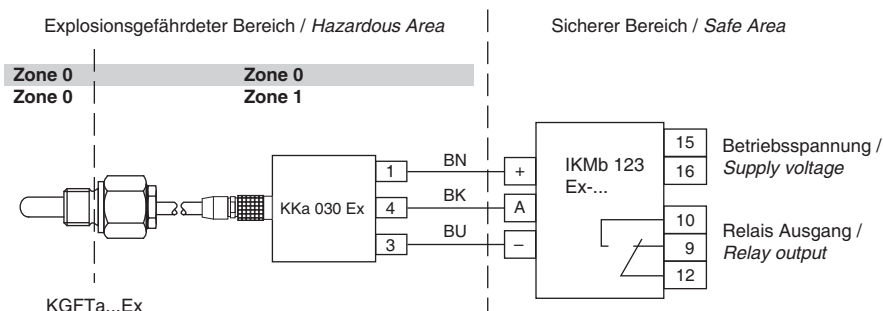 Explosionsgefährdeter Bereich / Hazardous Area
Sicherer Bereich / Safe Area
Zone 0 Zone 0
Zone 0 Zone 1
KKa 030 Ex
1
4
3
BN
BK
BU
+
A
–
IKMb 123
Ex-...
15
16
10
9
12
Betriebsspannung /
Supply voltage
Relais Ausgang /
Relay output
KGFTa...Ex